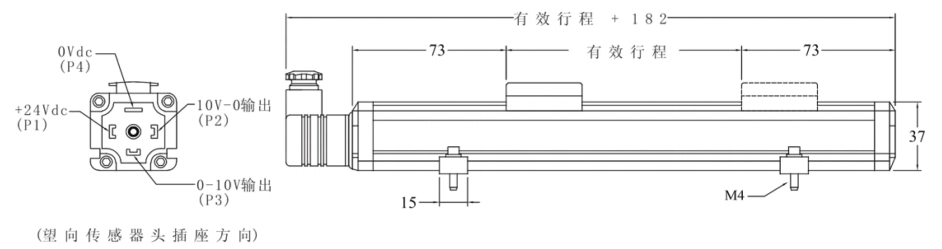 有效行程 + 182
73
有效行程
73
0Vdc
(P4)
+24Vdc
(P1)
10V-0输出
(P2)
0-10V输出
(P3)
37
15
M4
(望向传感器头插座方向)